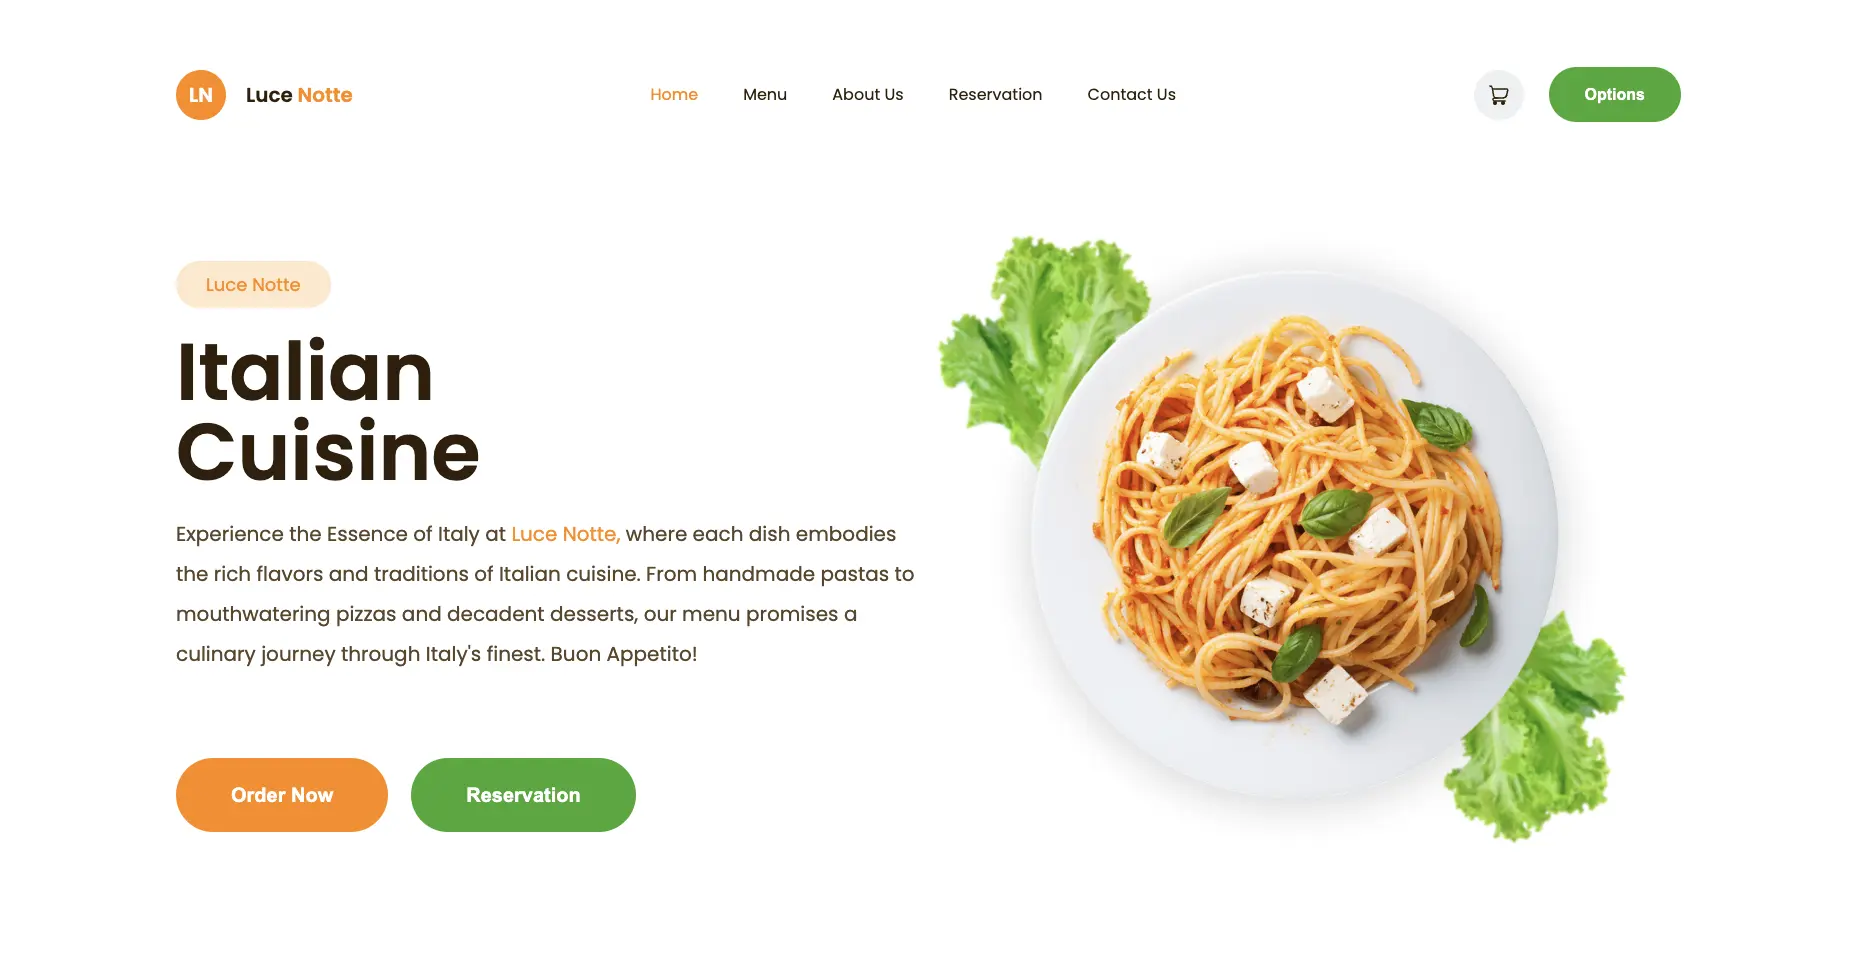 LN
Luce Notte
Home
Menu
About Us
Reservation
Contact Us
Options
Luce Notte
Italian
Cuisine
Experience the Essence of Italy at Luce Notte, where each dish embodies
the rich flavors and traditions of Italian cuisine. From handmade pastas to
mouthwatering pizzas and decadent desserts, our menu promises a
culinary journey through Italy's finest. Buon Appetito!
Order Now
Reservation